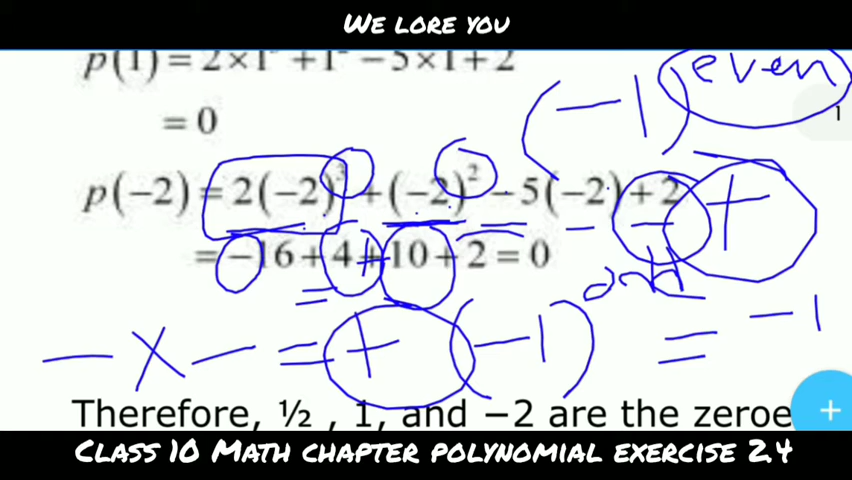 We lore you
p(1) = 2×1³ + 1² − 5×1 + 2
= 0
(−1) even
1
p(−2) = 2(−2)³ + (−2)² − 5(−2) + 2
+
= −16 + 4 + 10 + 2 = 0
=
odd
− × − = + (−1) = −1
Therefore, ½ , 1, and −2 are the zeroe
+
Class 10 Math chapter polynomial exercise 2.4